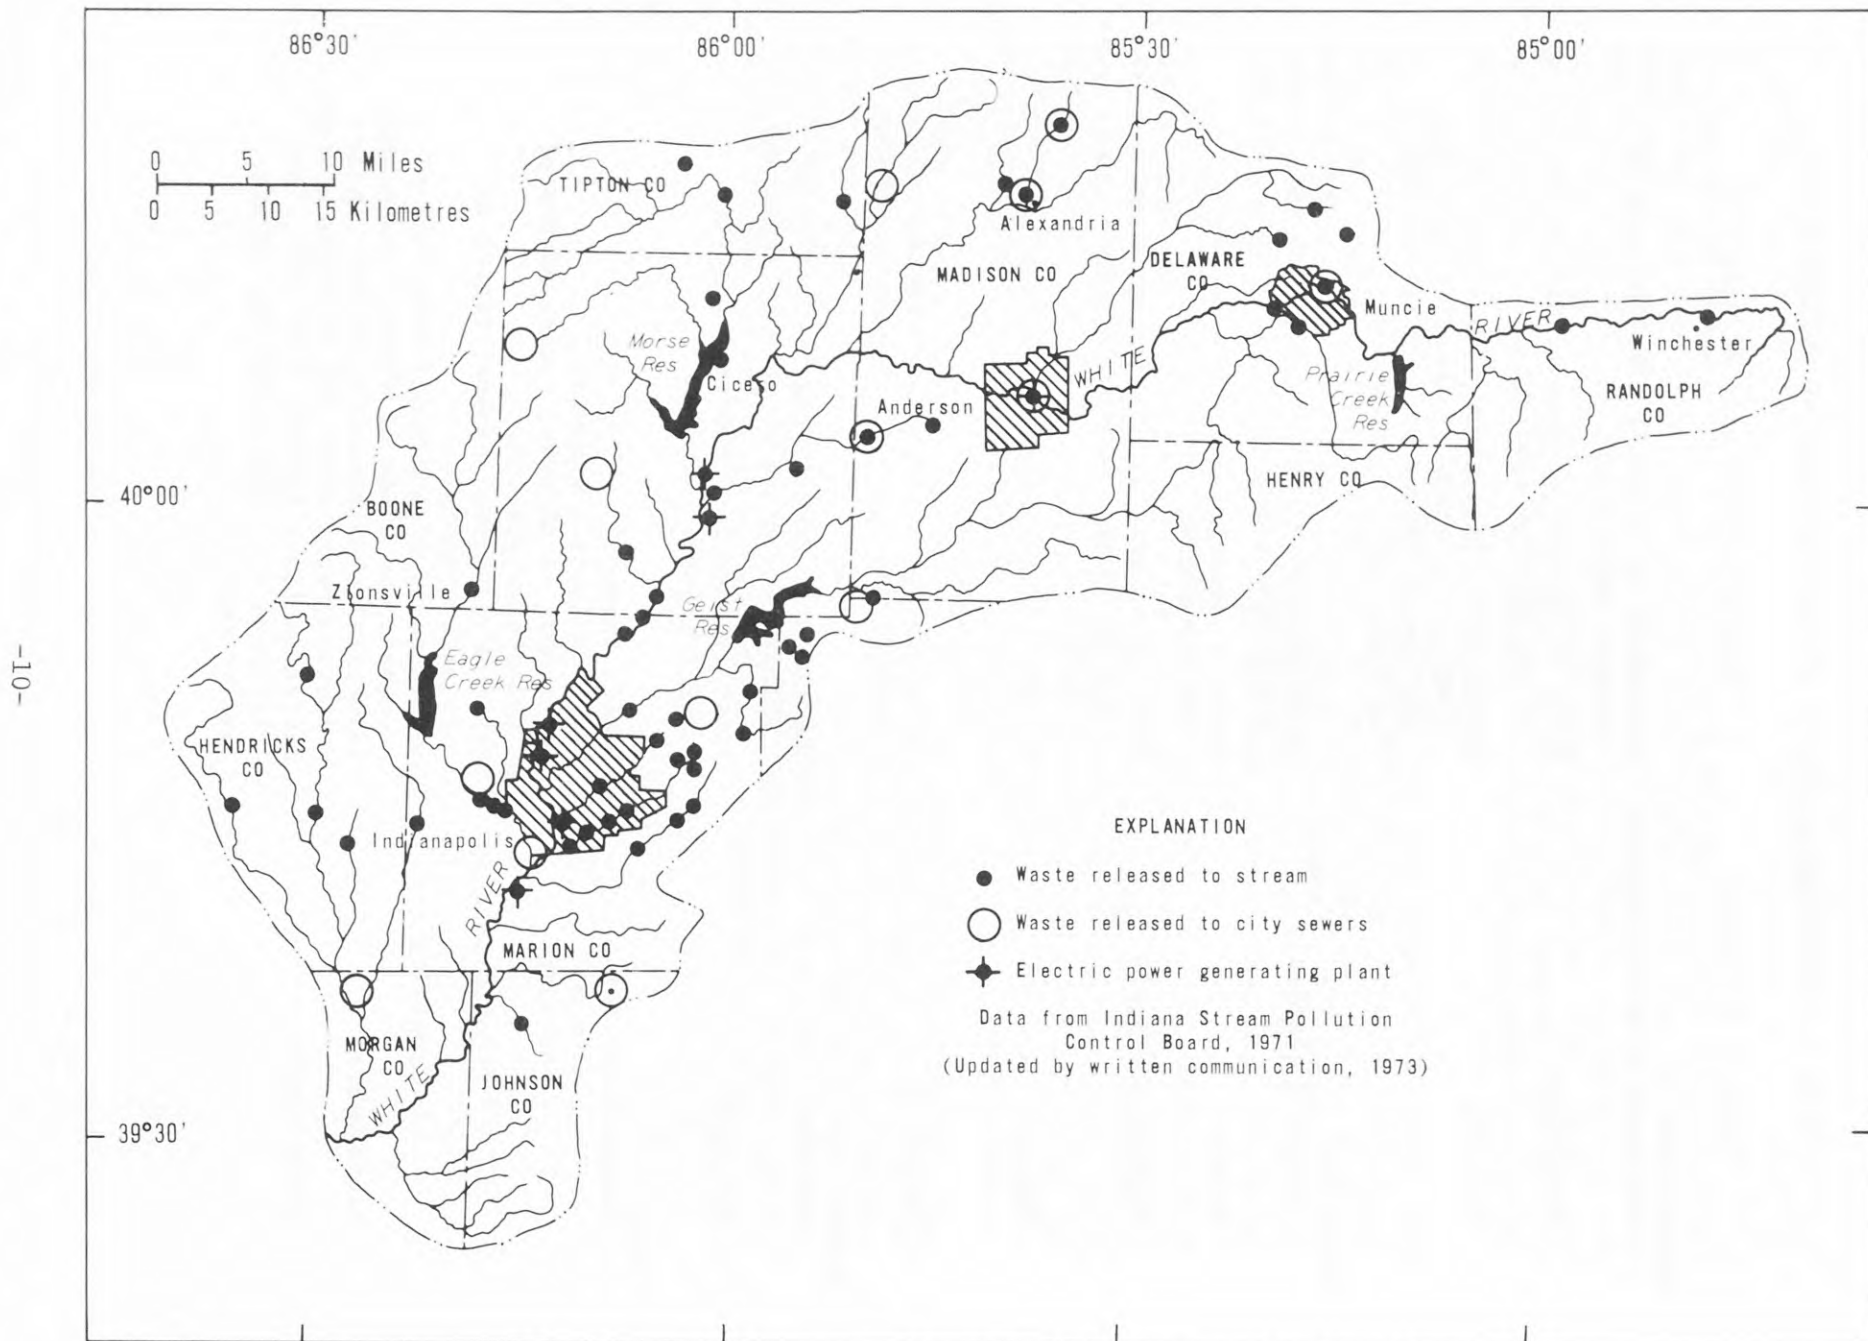 86°30' 86°00' 85°30' 85°00'
0 5 10 Miles
0 5 10 15 Kilometres
TIPTON CO
Alexandria
MADISON CO
DELAWARE
CO
Muncie
RIVER
Winchester
Morse
Res
Ciceso
WHITE
Prairie
Creek
Res
RANDOLPH
CO
Anderson
HENRY CO
40°00'
BOONE
CO
Zionsville
Geist
Res
Eagle
Creek Res
-10-
HENDRICKS
CO
Indianapolis
RIVER
MARION CO
MORGAN
CO
WHITE
JOHNSON
CO
39°30'
EXPLANATION
Waste released to stream
Waste released to city sewers
Electric power generating plant
Data from Indiana Stream Pollution
Control Board, 1971
(Updated by written communication, 1973)